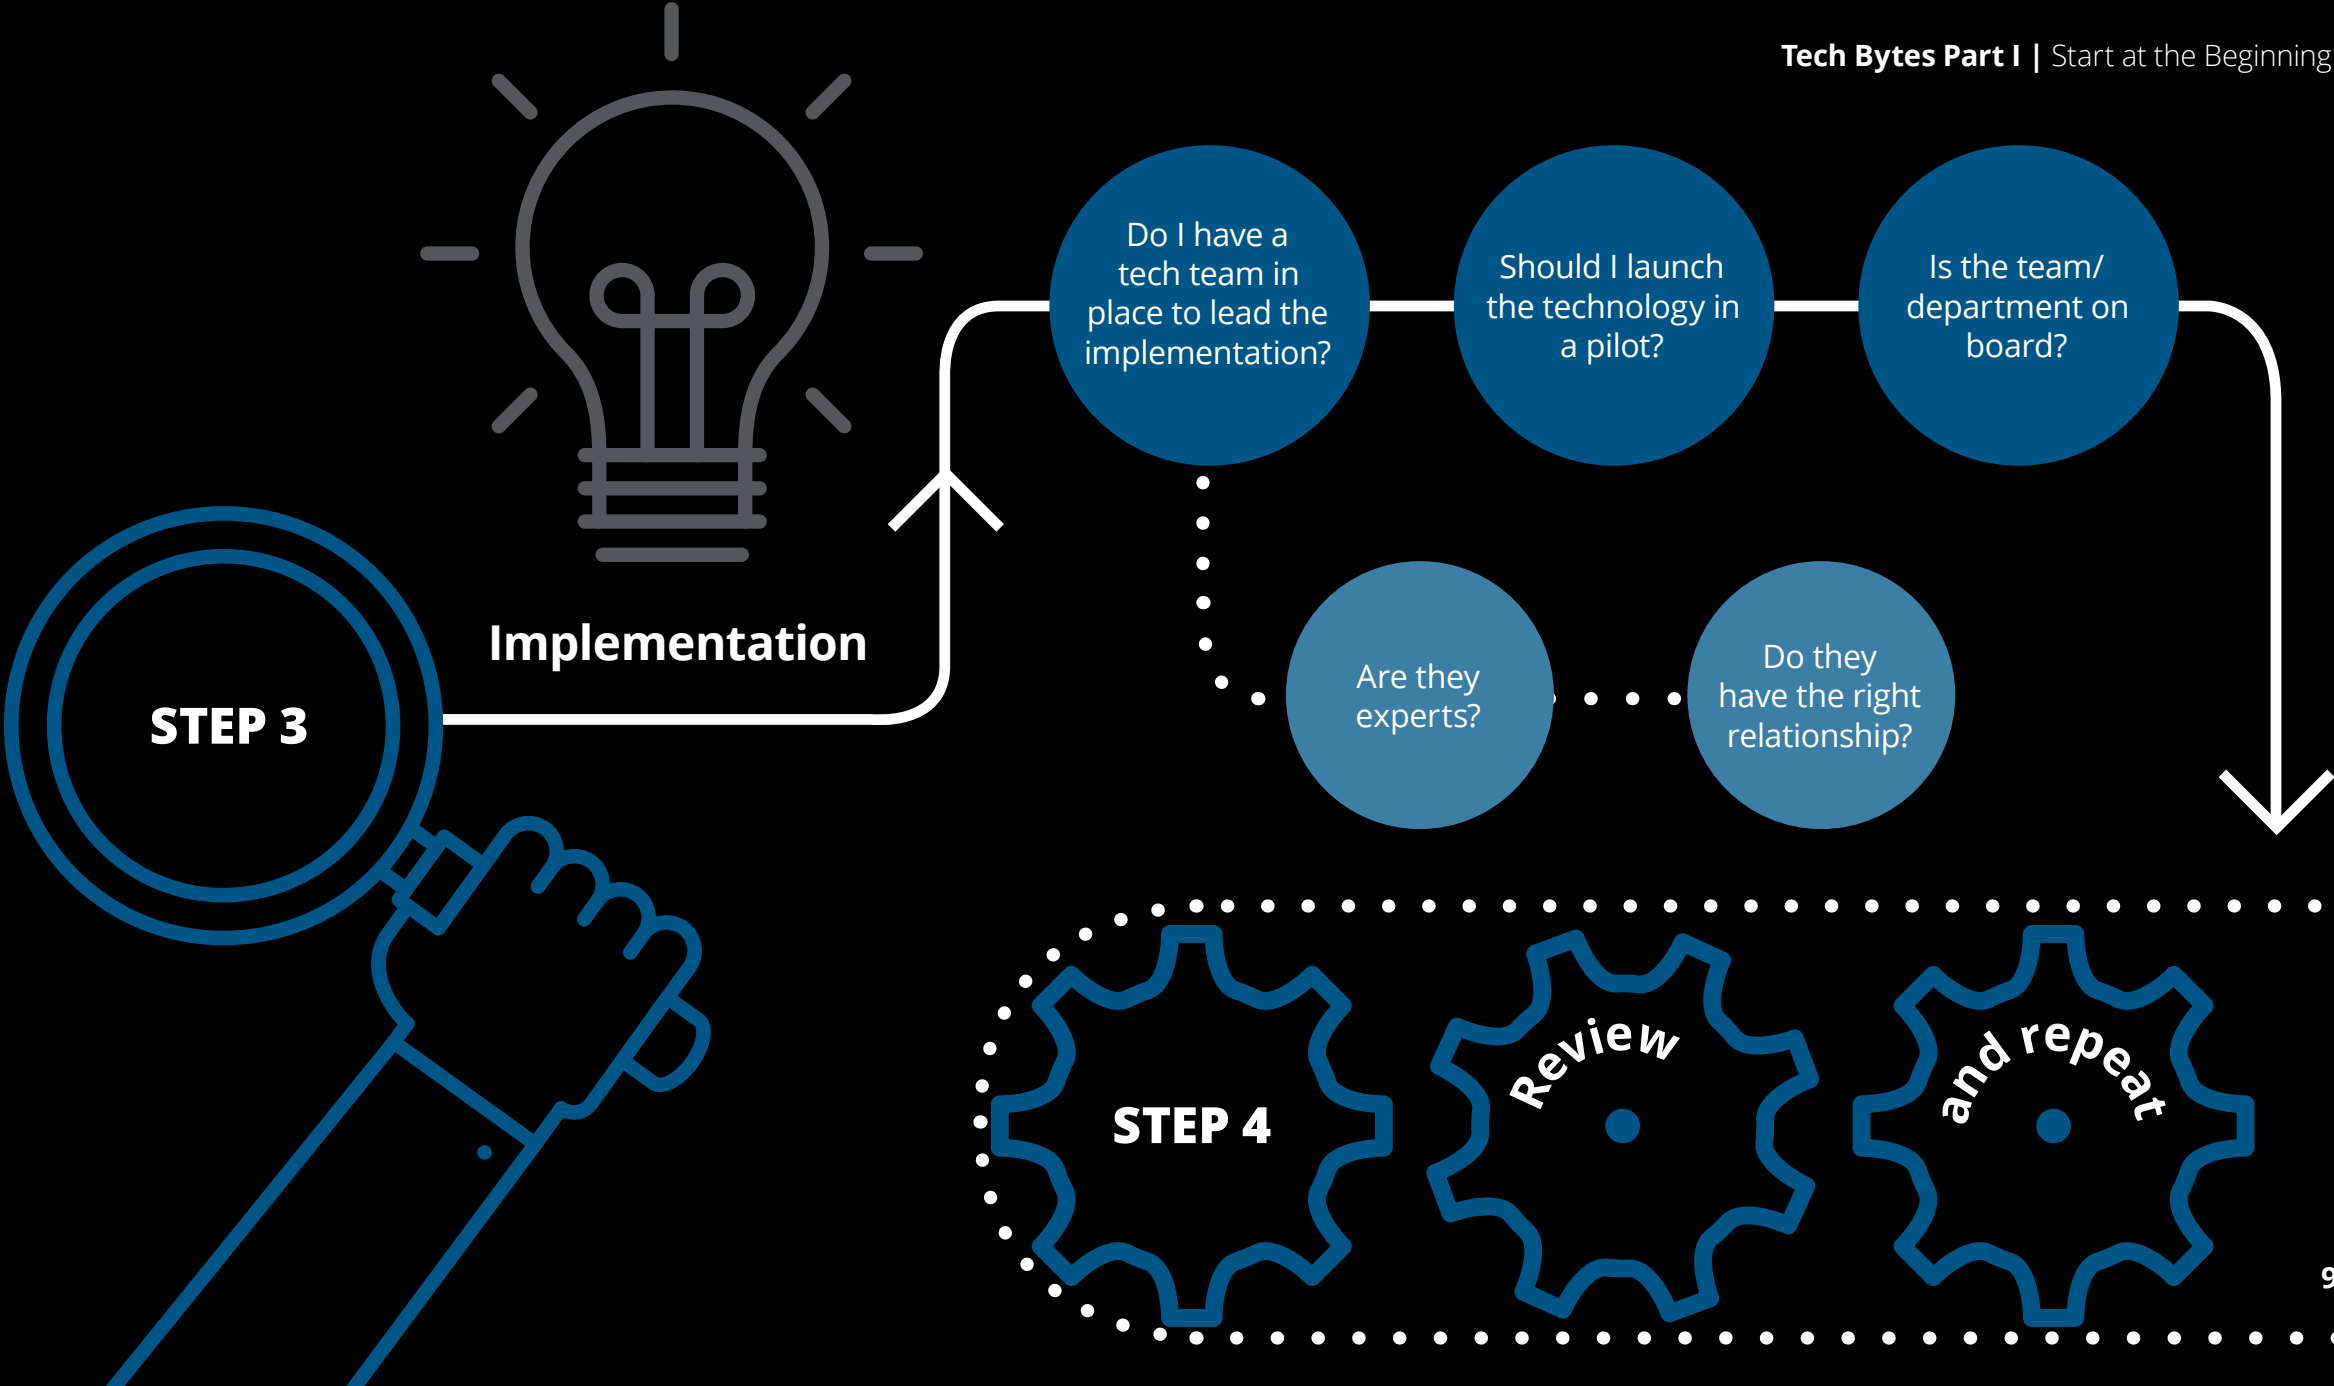 Tech Bytes Part I | Start at the Beginning
Do I have a
tech team in
place to lead the
implementation?
Should I launch
the technology in
a pilot?
Is the team/
department on
board?
Implementation
STEP 3
Are they
experts?
Do they
have the right
relationship?
STEP 4
Review
and repeat
9